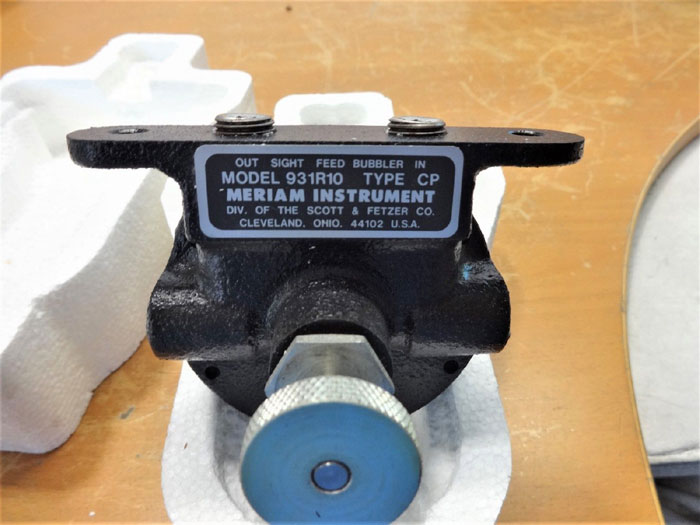 OUT SIGHT FEED BUBBLER IN
MODEL 931R10 TYPE CP
MERIAM INSTRUMENT
DIV. OF THE SCOTT & FETZER CO.
CLEVELAND, OHIO, 44102 U.S.A.